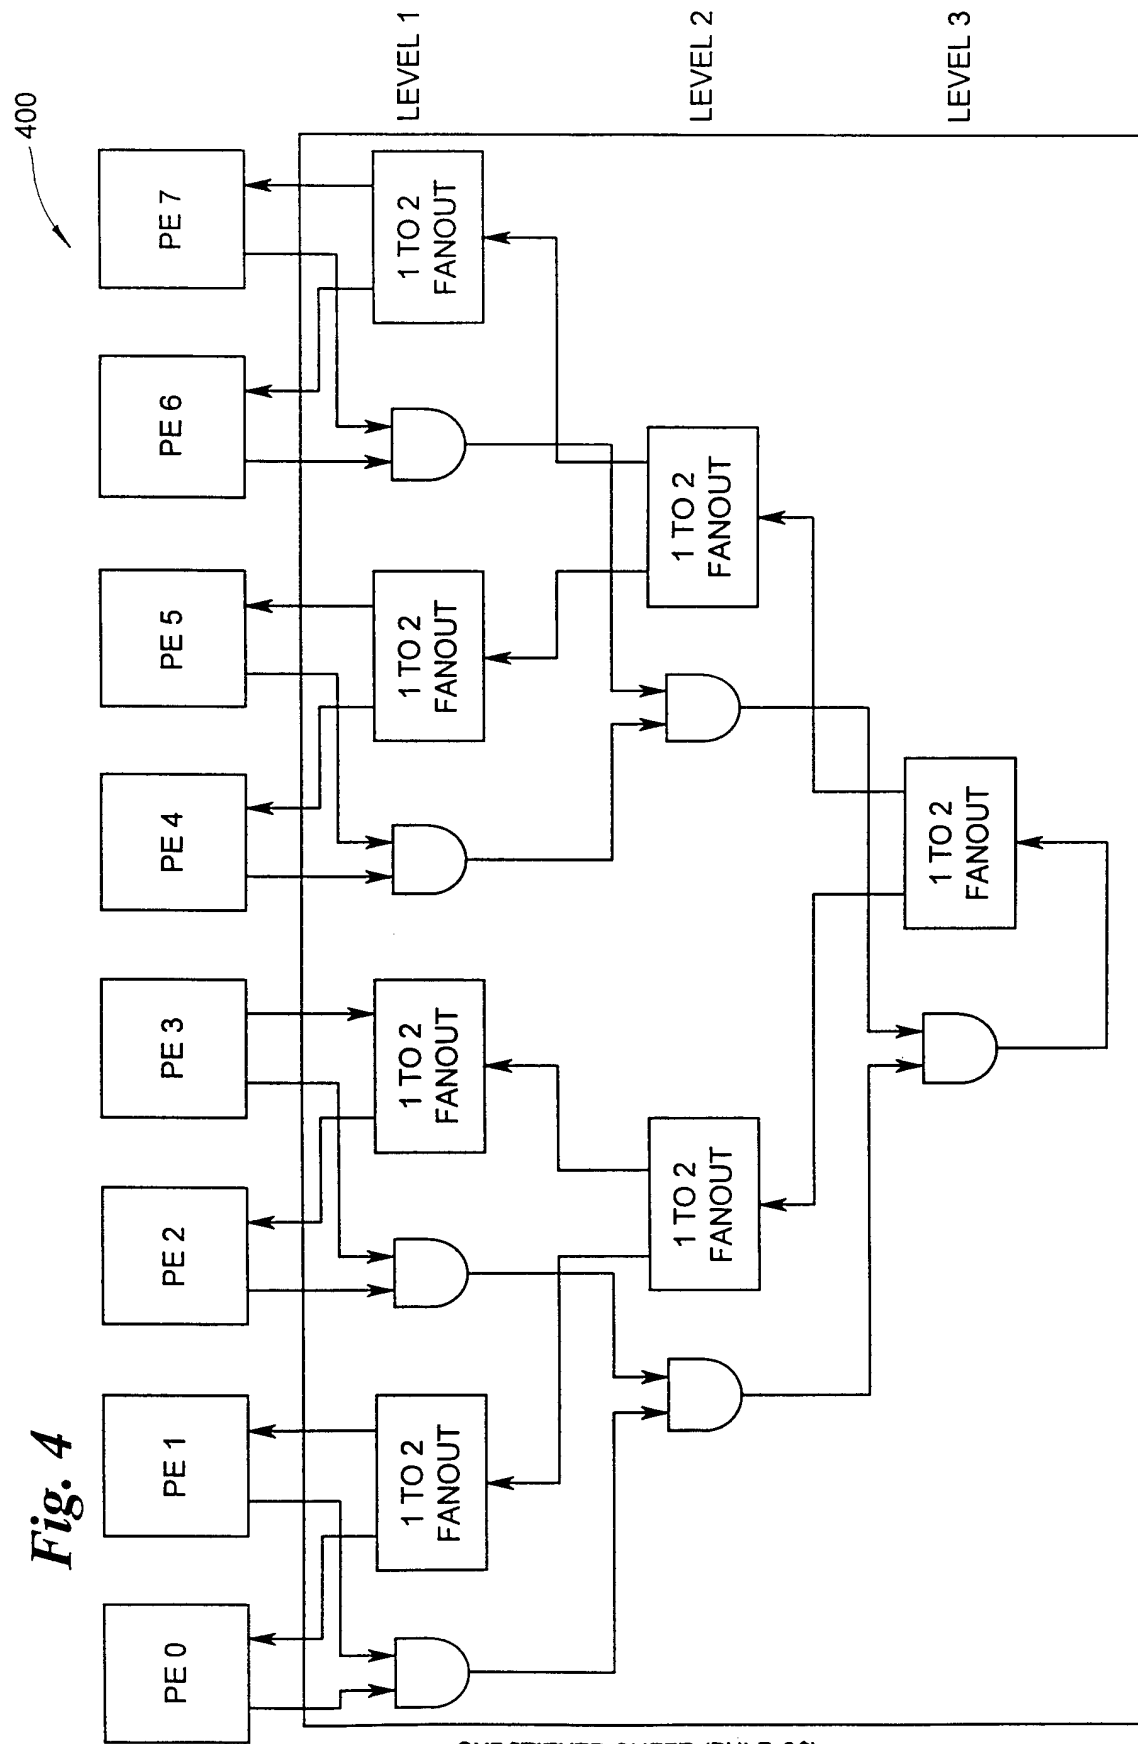 Fig. 4
400
PE 0
PE 1
PE 2
PE 3
PE 4
PE 5
PE 6
PE 7
LEVEL 1
1 TO 2
FANOUT
1 TO 2
FANOUT
1 TO 2
FANOUT
1 TO 2
FANOUT
LEVEL 2
1 TO 2
FANOUT
1 TO 2
FANOUT
LEVEL 3
1 TO 2
FANOUT